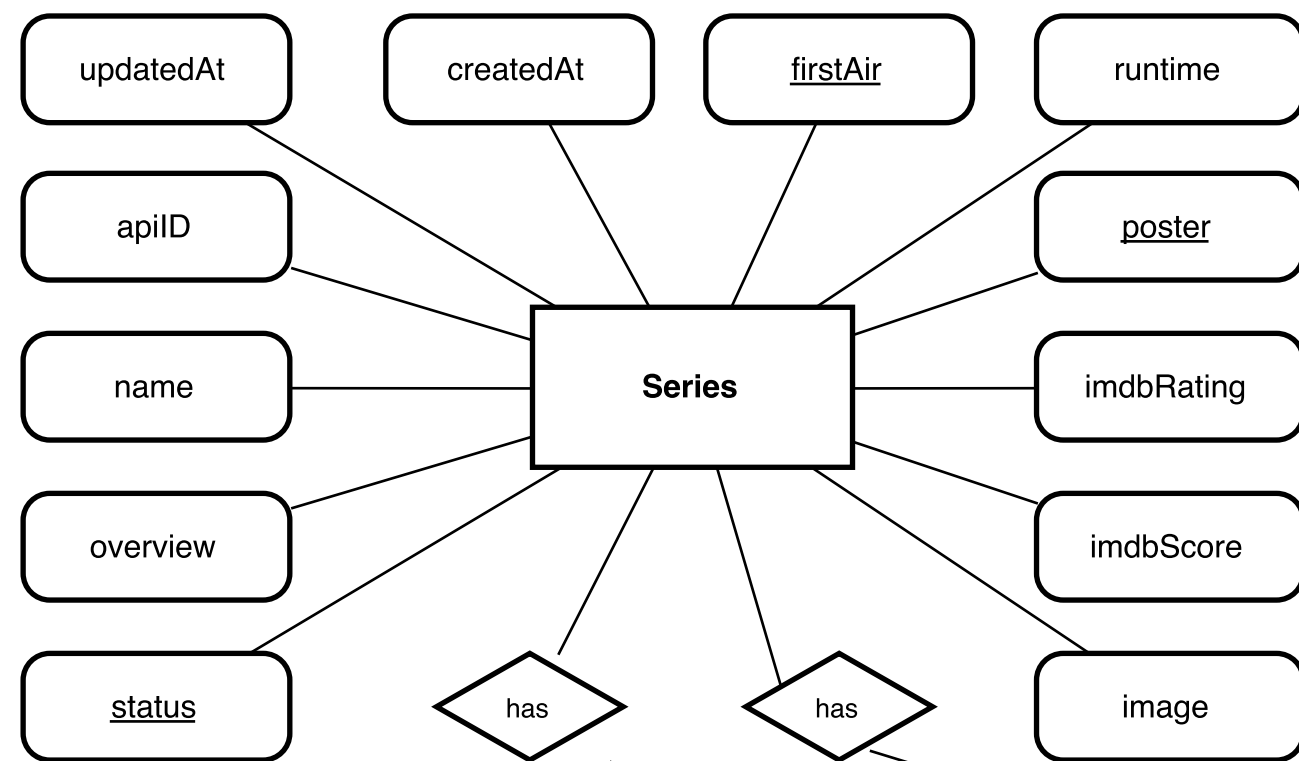 updatedAt
createdAt
firstAir
runtime
apiID
poster
name
Series
imdbRating
overview
imdbScore
status
has
has
image